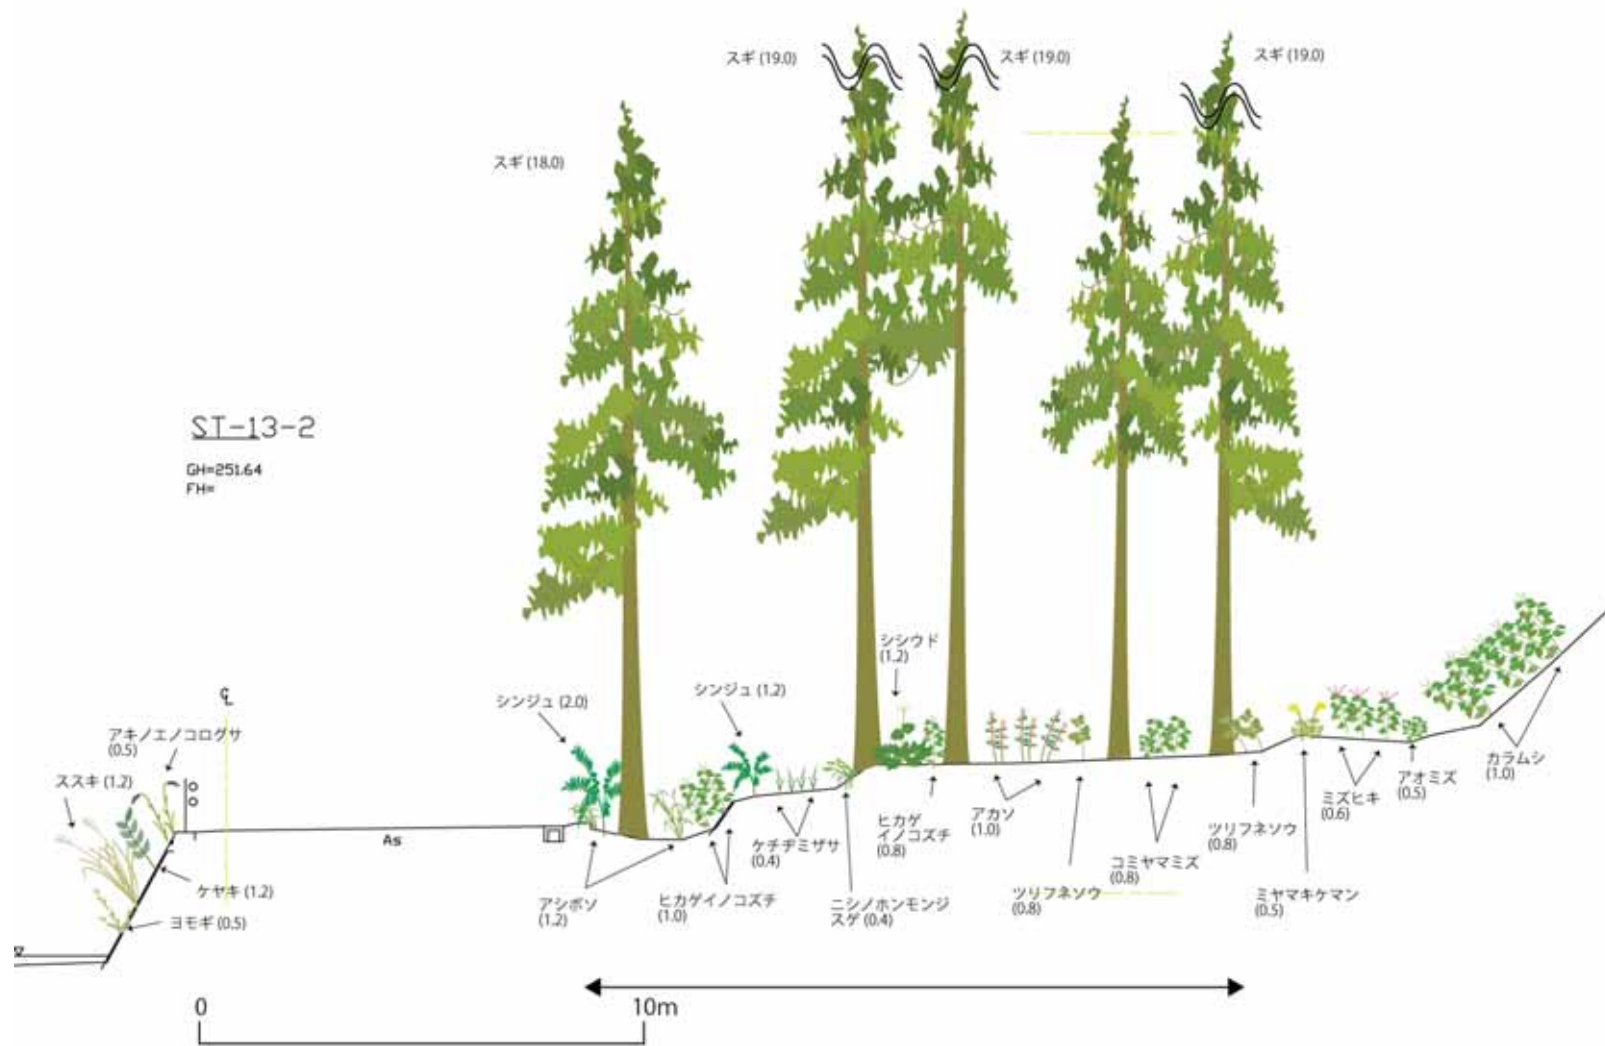 スギ (19.0)
スギ (19.0)
スギ (19.0)
スギ (18.0)
ST-13-2
GH=251.64
FH=
シシウド
(1.2)
シンジュ (1.2)
シンジュ (2.0)
℄
アキノエノコログサ
(0.5)
ススキ (1.2)
カラムシ
(1.0)
アオミズ
(0.5)
ミズヒキ
(0.6)
ツリフネソウ
(0.8)
ヒカゲ
イノコズチ
(0.8)
アカソ
(1.0)
As
ケチヂミザサ
(0.4)
コミヤマミズ
(0.8)
ケヤキ (1.2)
ヨモギ (0.5)
アシボソ
(1.2)
ヒカゲイノコズチ
(1.0)
ニシノホンモンジ
スゲ (0.4)
ツリフネソウ
(0.8)
ミヤマキケマン
(0.5)
0
10m